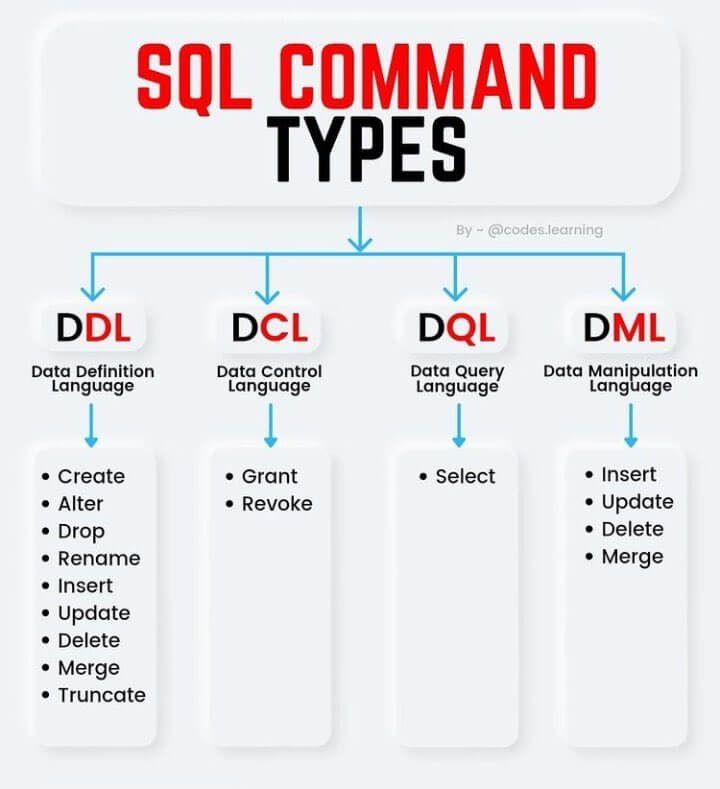 SQL COMMAND
TYPES
By - @codes.learning
DDL
Data Definition
Language
• Create
• Alter
• Drop
• Rename
• Insert
• Update
• Delete
• Merge
• Truncate
DCL
Data Control
Language
• Grant
• Revoke
DQL
Data Query
Language
• Select
DML
Data Manipulation
Language
• Insert
• Update
• Delete
• Merge